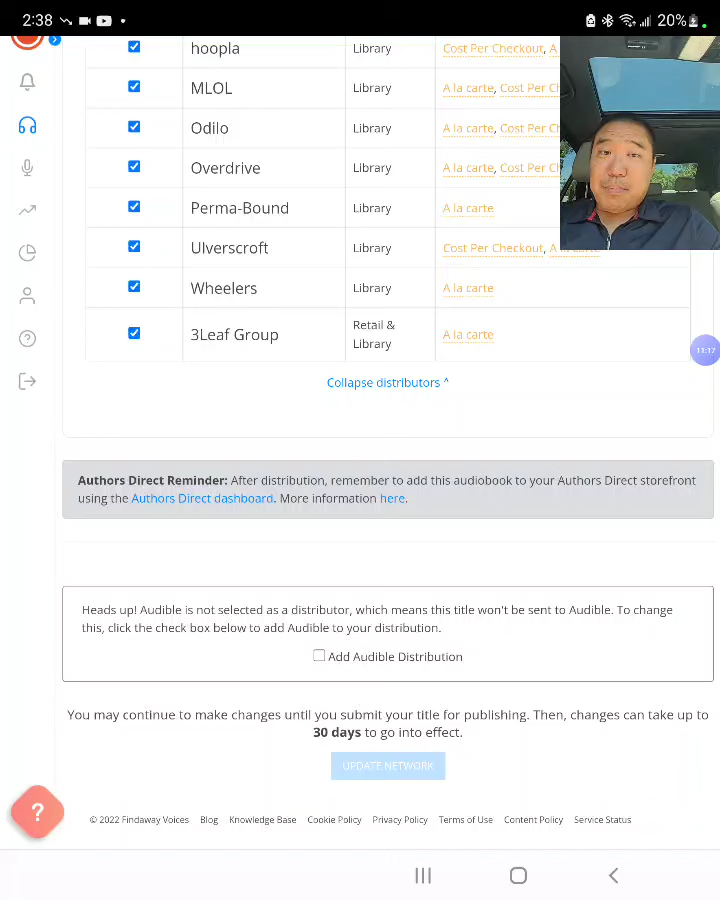 2:38
20%
hoopla Library Cost Per Checkout, A
MLOL Library A la carte, Cost Per Ch
Odilo Library A la carte, Cost Per Ch
Overdrive Library A la carte, Cost Per Ch
Perma-Bound Library A la carte
Ulverscroft Library Cost Per Checkout, A la carte
Wheelers Library A la carte
3Leaf Group Retail & Library A la carte
11:17
Collapse distributors ^
Authors Direct Reminder: After distribution, remember to add this audiobook to your Authors Direct storefront
using the Authors Direct dashboard. More information here.
Heads up! Audible is not selected as a distributor, which means this title won't be sent to Audible. To change
this, click the check box below to add Audible to your distribution.
Add Audible Distribution
You may continue to make changes until you submit your title for publishing. Then, changes can take up to
30 days to go into effect.
UPDATE NETWORK
?
© 2022 Findaway Voices Blog Knowledge Base Cookie Policy Privacy Policy Terms of Use Content Policy Service Status